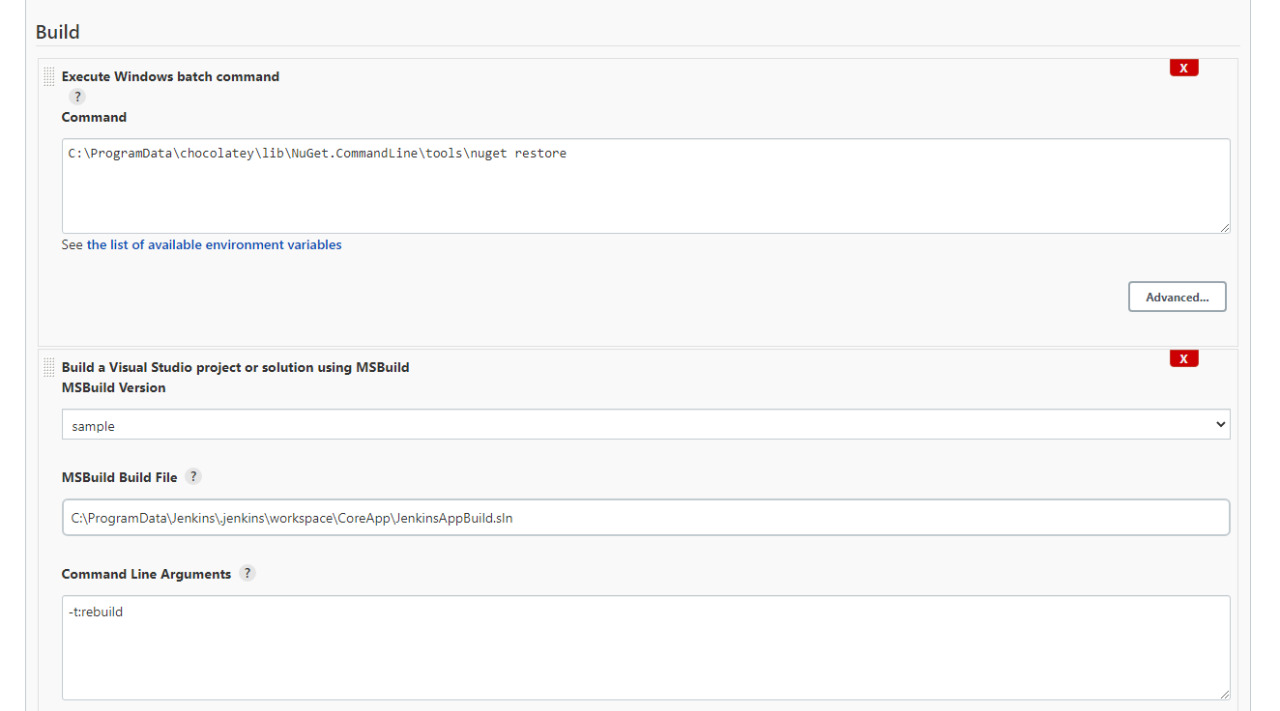 Build
Execute Windows batch command
X
?
Command
C:\ProgramData\chocolatey\lib\NuGet.CommandLine\tools\nuget restore
See the list of available environment variables
Advanced...
Build a Visual Studio project or solution using MSBuild
X
MSBuild Version
sample
MSBuild Build File ?
C:\ProgramData\Jenkins\.jenkins\workspace\CoreApp\JenkinsAppBuild.sln
Command Line Arguments ?
-t:rebuild